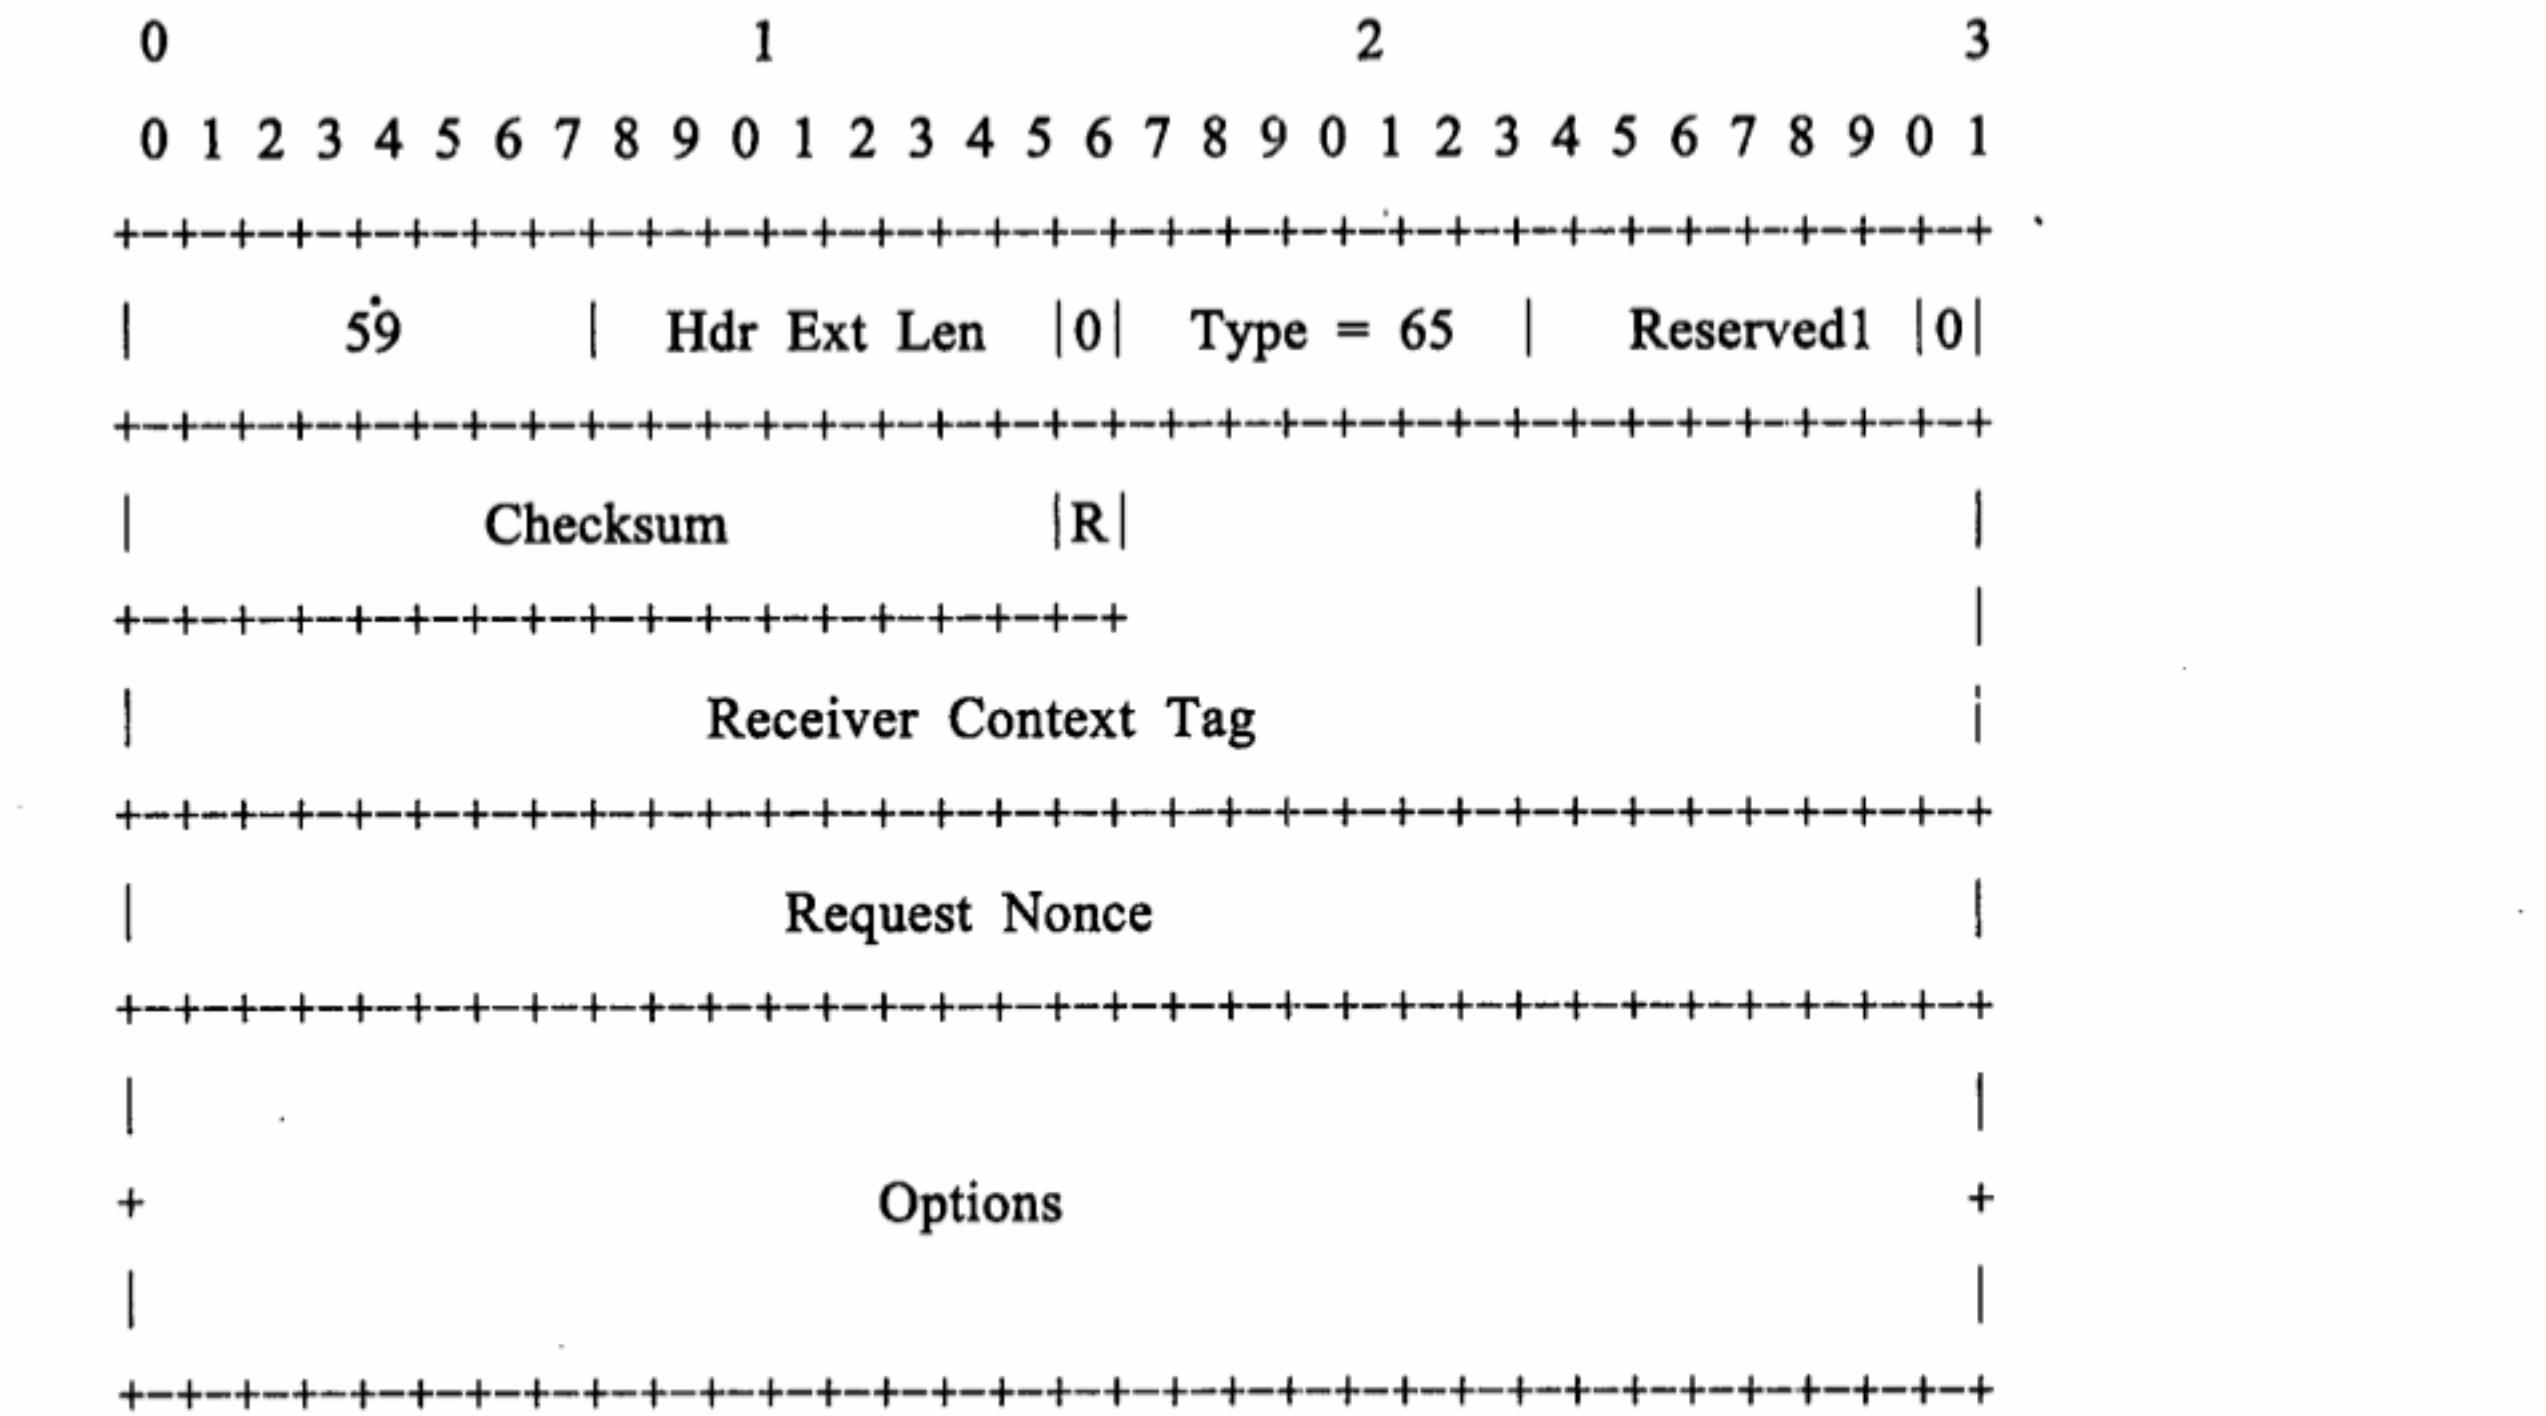 0 1 2 3
0 1 2 3 4 5 6 7 8 9 0 1 2 3 4 5 6 7 8 9 0 1 2 3 4 5 6 7 8 9 0 1
+-+-+-+-+-+-+-+-+-+-+-+-+-+-+-+-+-+-+-+-+-+-+-+-+-+-+-+-+-+-+-+-+
| 59 | Hdr Ext Len |0| Type = 65 | Reserved1 |0|
+-+-+-+-+-+-+-+-+-+-+-+-+-+-+-+-+-+-+-+-+-+-+-+-+-+-+-+-+-+-+-+-+
| Checksum |R| |
+-+-+-+-+-+-+-+-+-+-+-+-+-+-+-+-+-+ |
| Receiver Context Tag |
+-+-+-+-+-+-+-+-+-+-+-+-+-+-+-+-+-+-+-+-+-+-+-+-+-+-+-+-+-+-+-+-+
| Request Nonce |
+-+-+-+-+-+-+-+-+-+-+-+-+-+-+-+-+-+-+-+-+-+-+-+-+-+-+-+-+-+-+-+-+
| |
+ Options +
| |
+-+-+-+-+-+-+-+-+-+-+-+-+-+-+-+-+-+-+-+-+-+-+-+-+-+-+-+-+-+-+-+-+